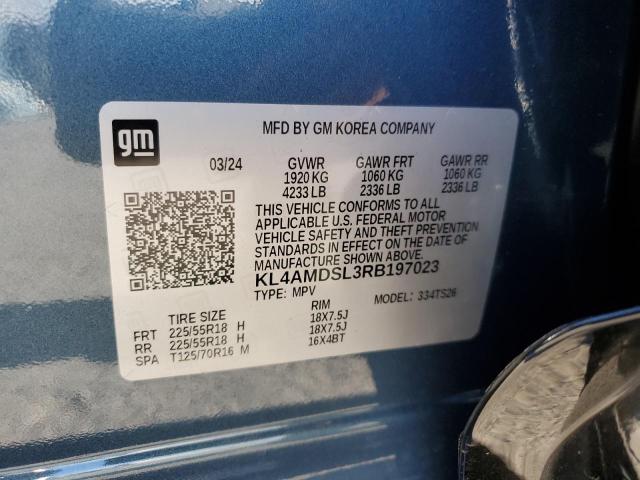 gm
MFD BY GM KOREA COMPANY
03/24 GVWR GAWR FRT GAWR RR
1920 KG 1060 KG 1060 KG
4233 LB 2336 LB 2336 LB
THIS VEHICLE CONFORMS TO ALL
APPLICABLE U.S. FEDERAL MOTOR
VEHICLE SAFETY AND THEFT PREVENTION
STANDARDS IN EFFECT ON THE DATE OF
MANUFACTURE SHOWN ABOVE.
KL4AMDSL3RB197023
TYPE: MPV MODEL: 334TS26
TIRE SIZE RIM
FRT 225/55R18 H 18X7.5J
RR 225/55R18 H 18X7.5J
SPA T125/70R16 M 16X4BT